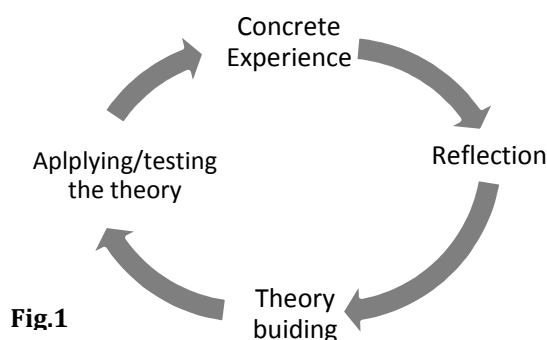 Concrete
Experience
Reflection
Theory
buiding
Aplplying/testing
the theory
Fig.1